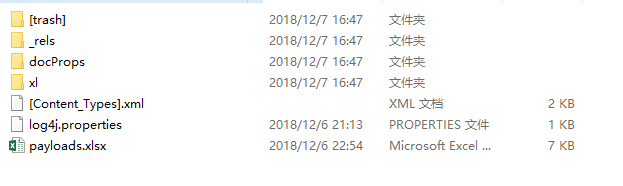 [trash] 2018/12/7 16:47 文件夹
_rels 2018/12/7 16:47 文件夹
docProps 2018/12/7 16:47 文件夹
xl 2018/12/7 16:47 文件夹
[Content_Types].xml XML 文档 2 KB
log4j.properties 2018/12/6 21:13 PROPERTIES 文件 1 KB
payloads.xlsx 2018/12/6 22:54 Microsoft Excel ... 7 KB